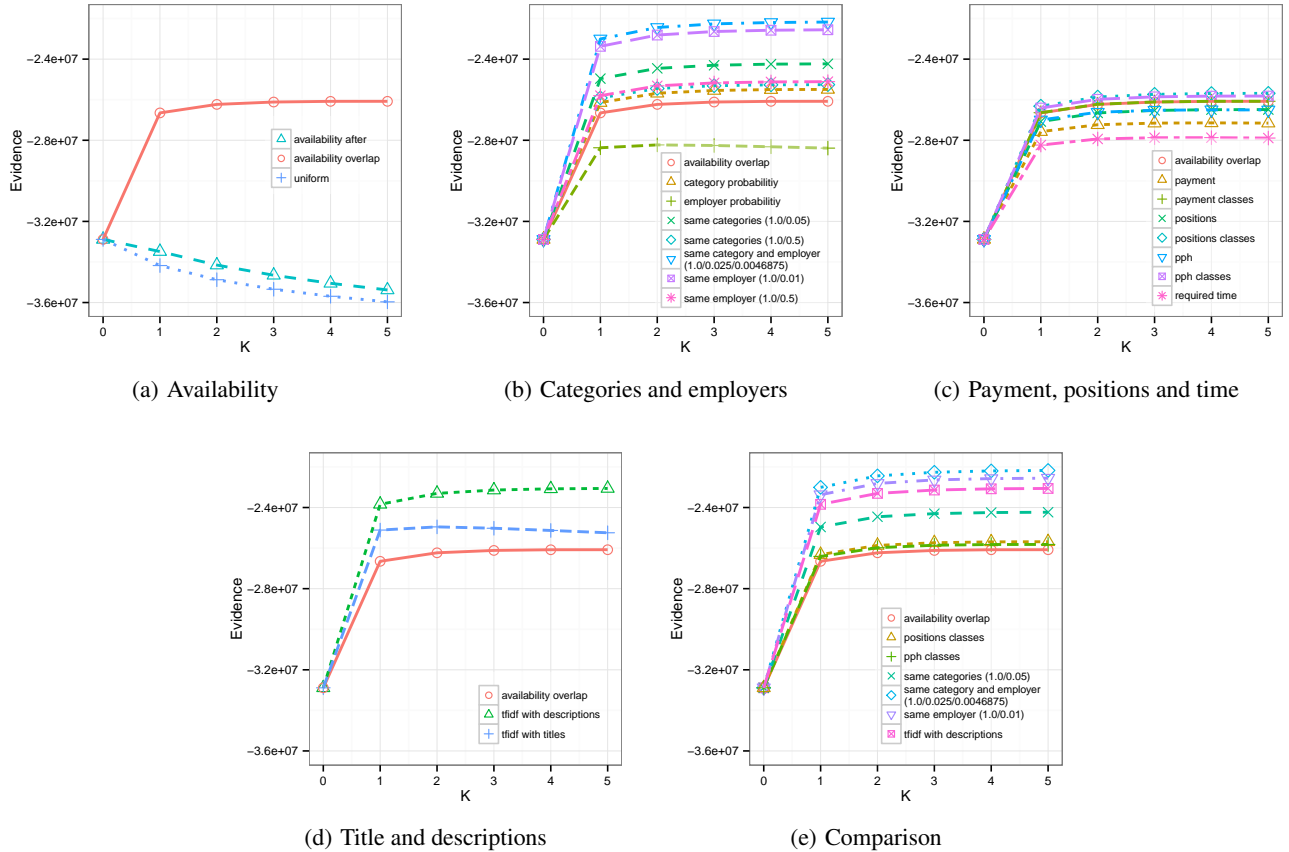 −2.4e+07
−2.8e+07
−3.2e+07
−3.6e+07
Evidence
availability after
availability overlap
uniform
0 1 2 3 4 5
K
(a) Availability
−2.4e+07
−2.8e+07
−3.2e+07
−3.6e+07
Evidence
availability overlap
category probabilitiy
employer probabilitiy
same categories (1.0/0.05)
same categories (1.0/0.5)
same category and employer
(1.0/0.025/0.0046875)
same employer (1.0/0.01)
same employer (1.0/0.5)
0 1 2 3 4 5
K
(b) Categories and employers
−2.4e+07
−2.8e+07
−3.2e+07
−3.6e+07
Evidence
availability overlap
payment
payment classes
positions
positions classes
pph
pph classes
required time
0 1 2 3 4 5
K
(c) Payment, positions and time
−2.4e+07
−2.8e+07
−3.2e+07
−3.6e+07
Evidence
availability overlap
tfidf with descriptions
tfidf with titles
0 1 2 3 4 5
K
(d) Title and descriptions
−2.4e+07
−2.8e+07
−3.2e+07
−3.6e+07
Evidence
availability overlap
positions classes
pph classes
same categories (1.0/0.05)
same category and employer
(1.0/0.025/0.0046875)
same employer (1.0/0.01)
tfidf with descriptions
0 1 2 3 4 5
K
(e) Comparison